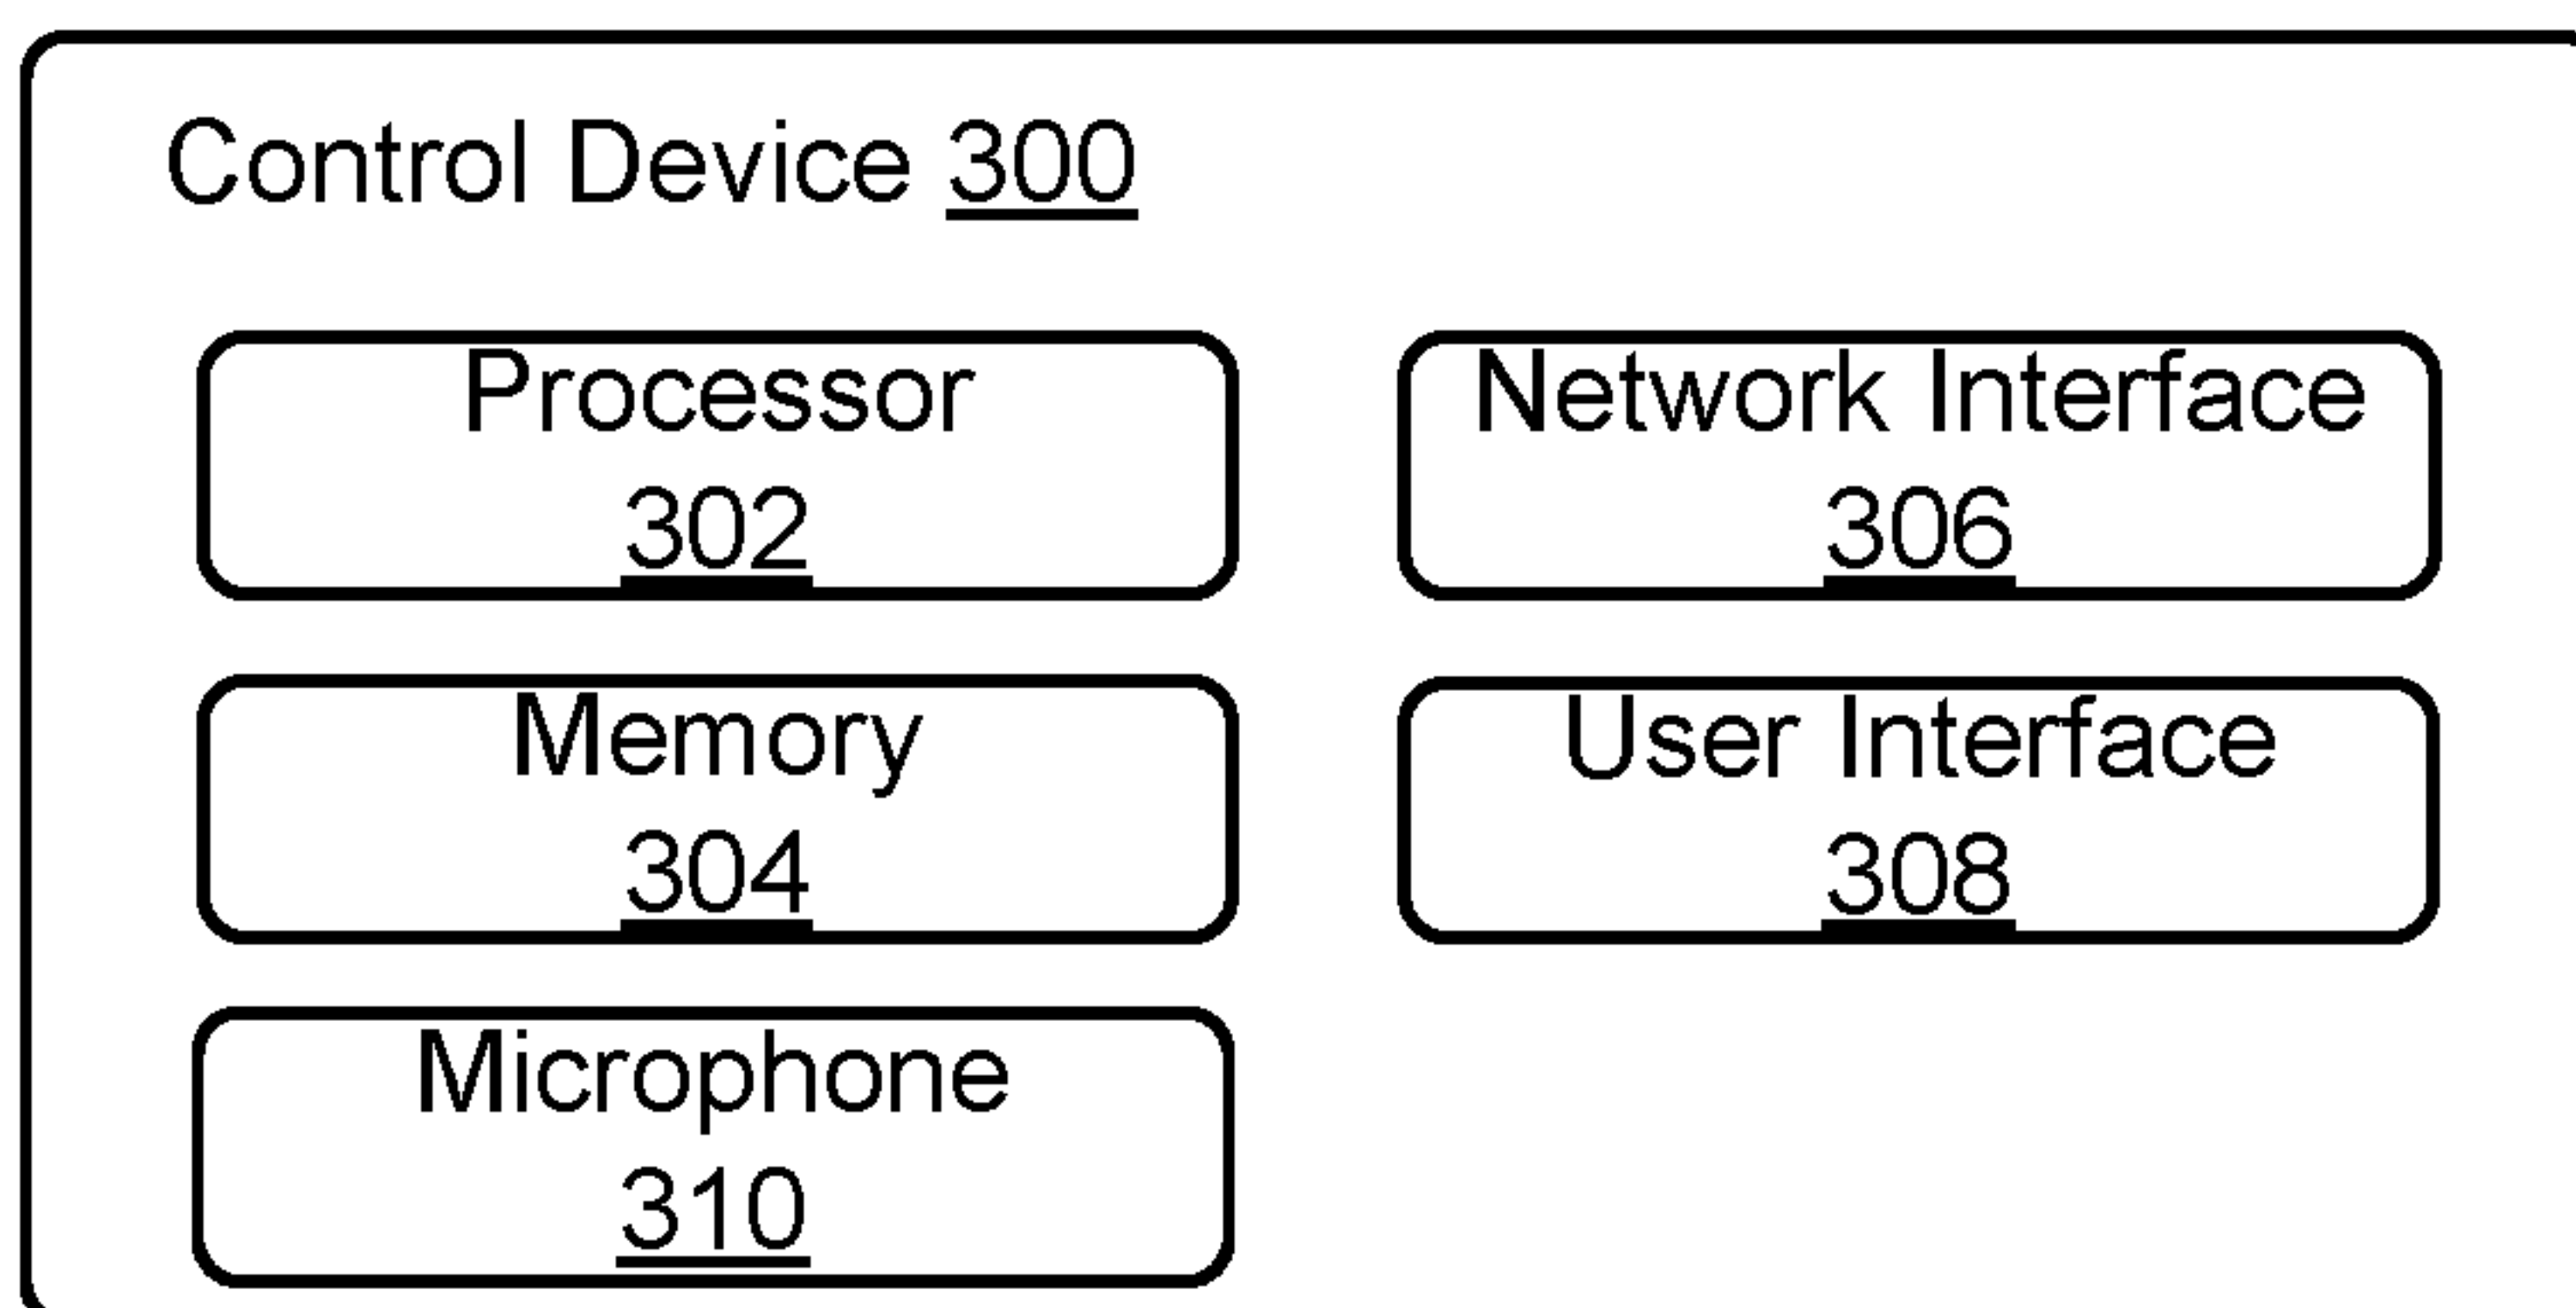 Control Device 300
Processor
302
Network Interface
306
Memory
304
User Interface
308
Microphone
310